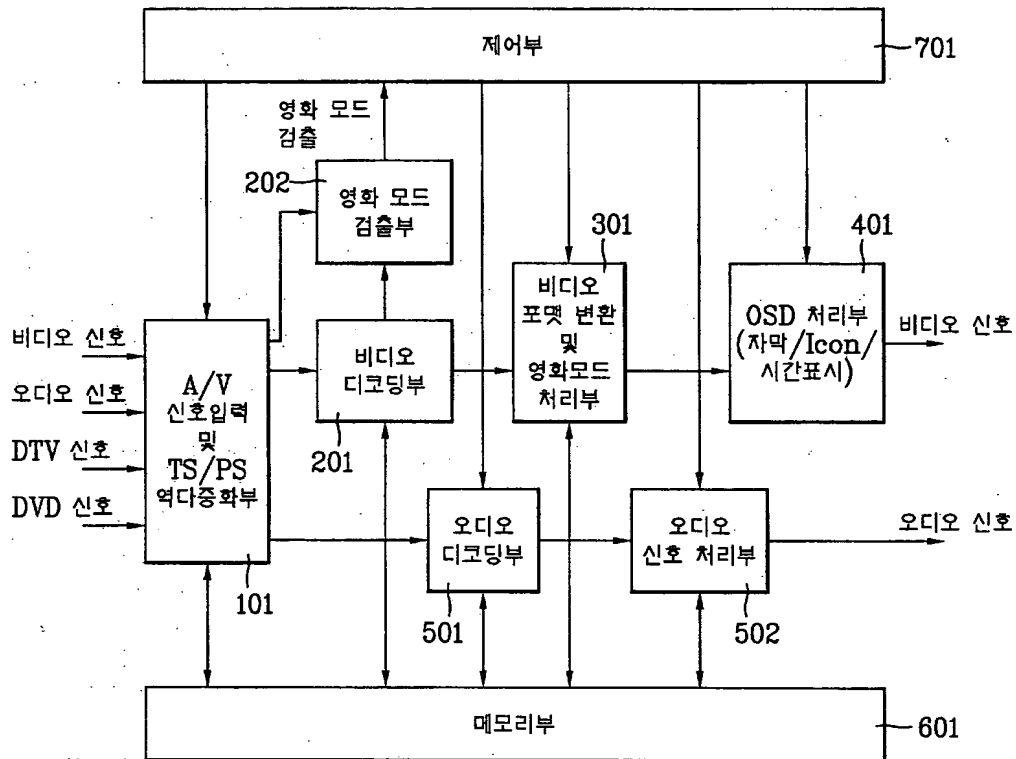 제어부
701
영화 모드
검출
202
영화 모드
검출부
301
401
비디오
포맷 변환
및
영화모드
처리부
OSD 처리부
(자막/Icon/
시간표시)
비디오 신호
비디오 신호
오디오 신호
DTV 신호
DVD 신호
A/V
신호입력
및
TS/PS
역다중화부
비디오
디코딩부
201
오디오
디코딩부
오디오
신호 처리부
오디오 신호
101
501
502
메모리부
601